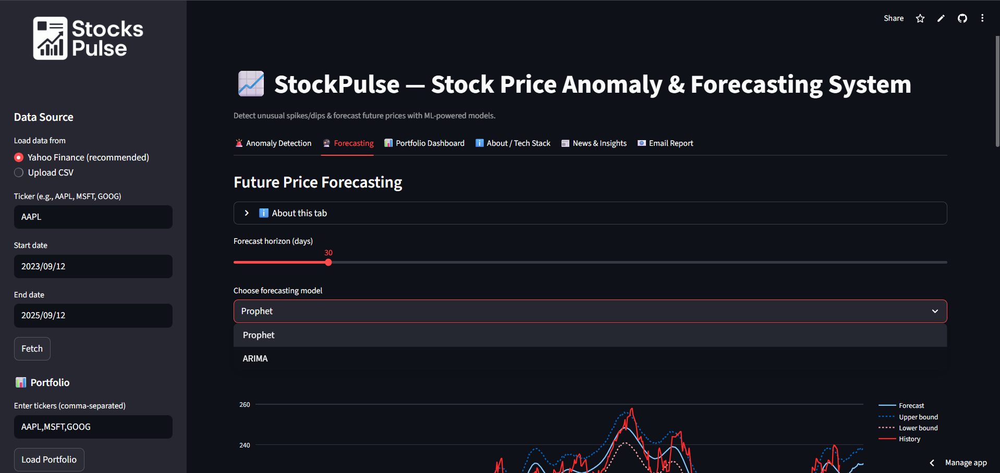 Stocks
Pulse
Data Source
Load data from
Yahoo Finance (recommended)
Upload CSV
Ticker (e.g., AAPL, MSFT, GOOG)
AAPL
Start date
2023/09/12
End date
2025/09/12
Fetch
Portfolio
Enter tickers (comma-separated)
AAPL,MSFT,GOOG
Load Portfolio
Share
StockPulse — Stock Price Anomaly & Forecasting System
Detect unusual spikes/dips & forecast future prices with ML-powered models.
Anomaly Detection Forecasting Portfolio Dashboard About / Tech Stack News & Insights Email Report
Future Price Forecasting
About this tab
Forecast horizon (days)
30
Choose forecasting model
Prophet
Prophet
ARIMA
260
240
Forecast
Upper bound
Lower bound
History
Manage app